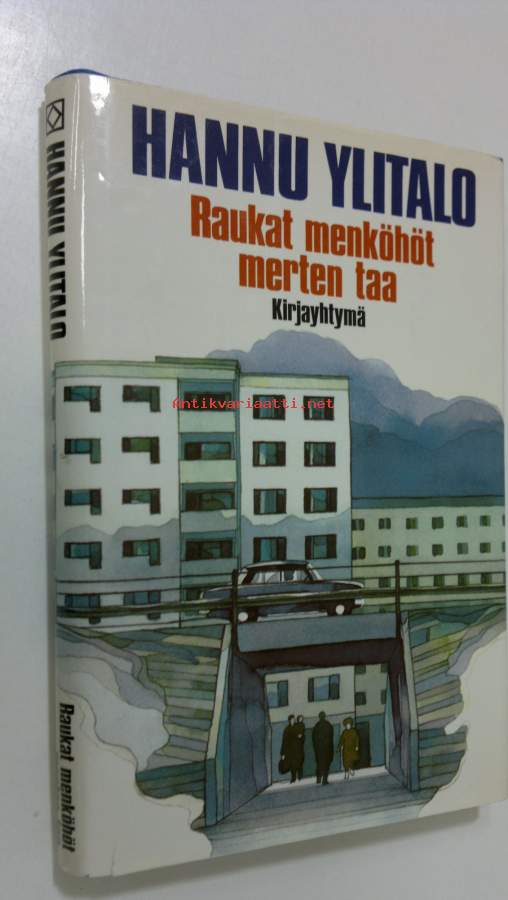 HANNU YLITALO
Raukat menköhöt
merten taa
Kirjayhtymä
HANNU YLITALO
Raukat menköhöt
Antikvariaatti.net